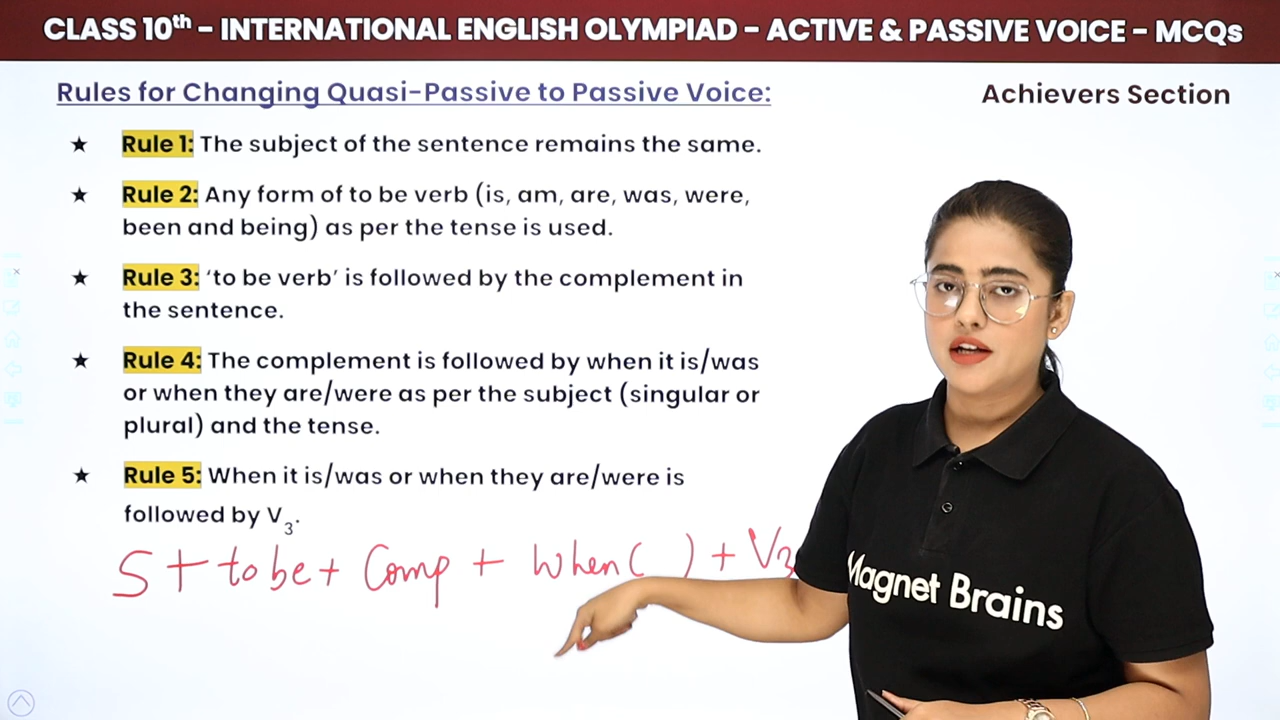 CLASS 10th – INTERNATIONAL ENGLISH OLYMPIAD – ACTIVE & PASSIVE VOICE – MCQs
Rules for Changing Quasi-Passive to Passive Voice:
Achievers Section
★ Rule 1: The subject of the sentence remains the same.
★ Rule 2: Any form of to be verb (is, am, are, was, were,
been and being) as per the tense is used.
★ Rule 3: ‘to be verb’ is followed by the complement in
the sentence.
★ Rule 4: The complement is followed by when it is/was
or when they are/were as per the subject (singular or
plural) and the tense.
★ Rule 5: When it is/was or when they are/were is
followed by V3.
S + to be + Comp + When ( ) + V3
Magnet Brains